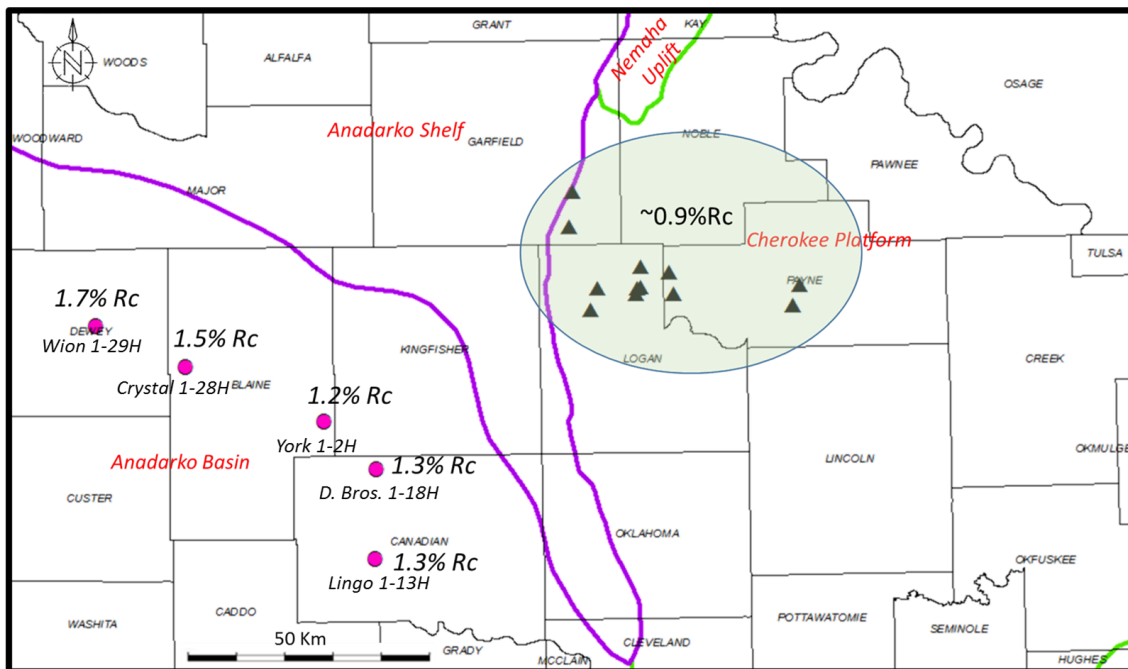 GRANT
KAY
WOODS
ALFALFA
Nemaha
Uplift
OSAGE
N
WOODWARD
Anadarko Shelf
GARFIELD
NOBLE
PAWNEE
MAJOR
~0.9%Rc
Cherokee Platform
TULSA
PAYNE
1.7% Rc
DEWEY
Wion 1-29H
1.5% Rc
Crystal 1-28H
BLAINE
KINGFISHER
LOGAN
CREEK
1.2% Rc
York 1-2H
Anadarko Basin
1.3% Rc
D. Bros. 1-18H
LINCOLN
OKMULGE
CUSTER
CANADIAN
OKLAHOMA
1.3% Rc
Lingo 1-13H
OKFUSKEE
CADDO
WASHITA
POTTAWATOMIE
SEMINOLE
50 Km
CLEVELAND
GRADY
MCCLAIN
HUGHES